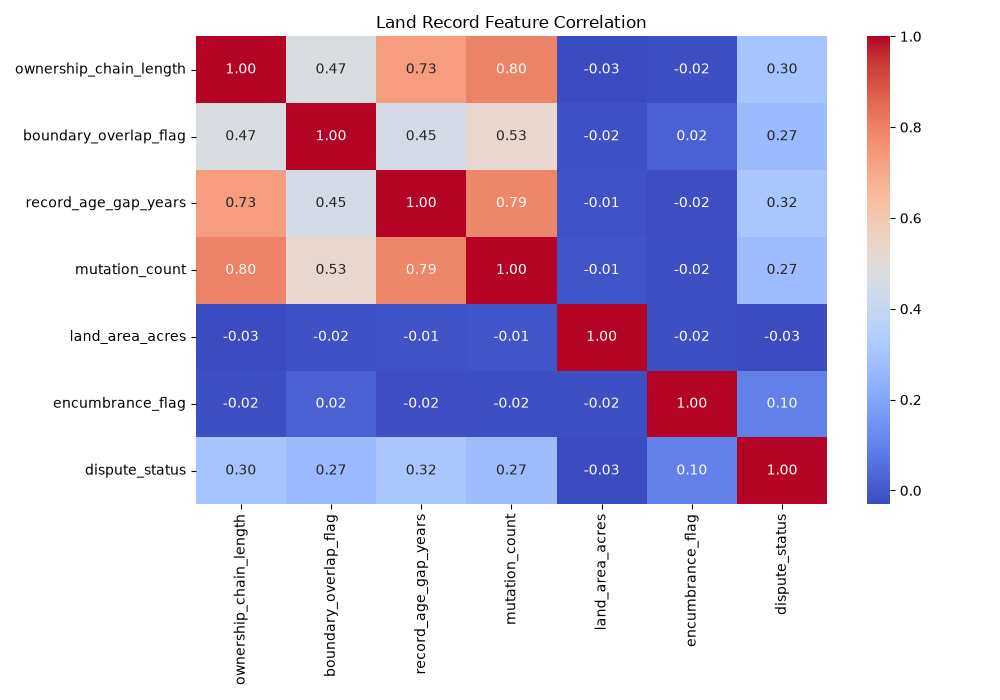 Land Record Feature Correlation
ownership_chain_length 1.00 0.47 0.73 0.80 -0.03 -0.02 0.30
boundary_overlap_flag 0.47 1.00 0.45 0.53 -0.02 0.02 0.27
record_age_gap_years 0.73 0.45 1.00 0.79 -0.01 -0.02 0.32
mutation_count 0.80 0.53 0.79 1.00 -0.01 -0.02 0.27
land_area_acres -0.03 -0.02 -0.01 -0.01 1.00 -0.02 -0.03
encumbrance_flag -0.02 0.02 -0.02 -0.02 -0.02 1.00 0.10
dispute_status 0.30 0.27 0.32 0.27 -0.03 0.10 1.00
ownership_chain_length
boundary_overlap_flag
record_age_gap_years
mutation_count
land_area_acres
encumbrance_flag
dispute_status
1.0
0.8
0.6
0.4
0.2
0.0